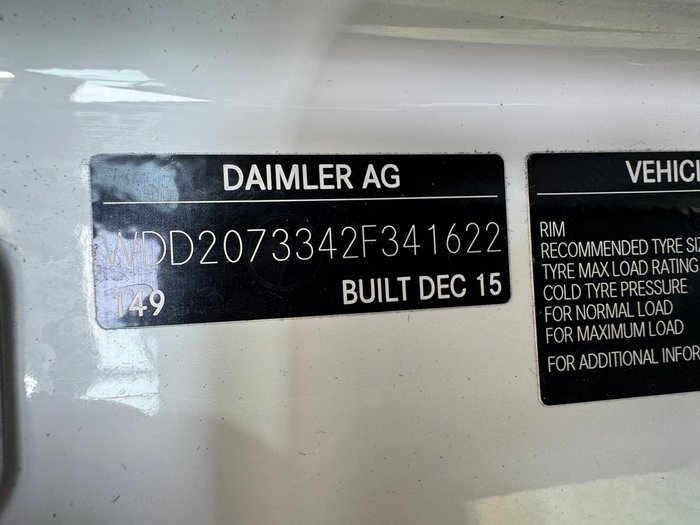 DAIMLER AG
WDD2073342F341622
149 BUILT DEC 15
VEHICL
RIM
RECOMMENDED TYRE SIZ
TYRE MAX LOAD RATING
COLD TYRE PRESSURE
FOR NORMAL LOAD
FOR MAXIMUM LOAD
FOR ADDITIONAL INFOR